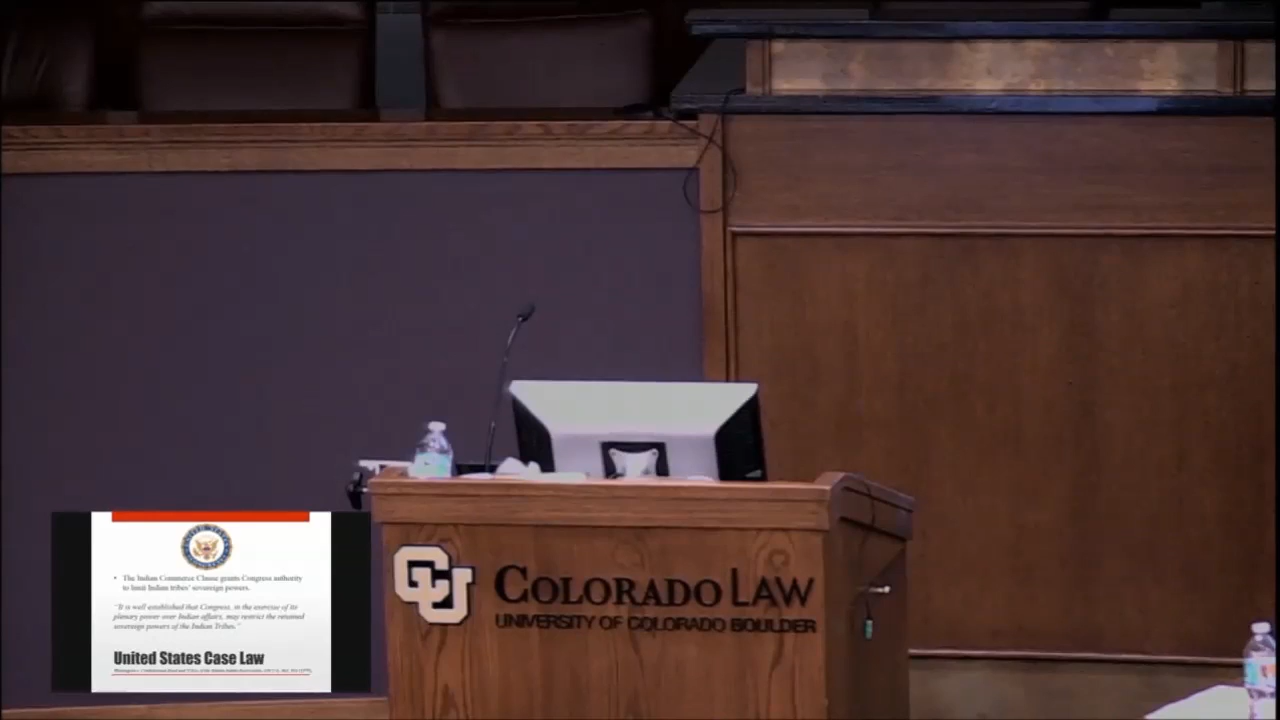 • The Indian Commerce Clause grants Congress authority
to limit Indian tribes' sovereign powers.
"It is well established that Congress, in the exercise of its
plenary power over Indian affairs, may restrict the retained
sovereign powers of the Indian Tribes."
United States Case Law
CU COLORADO LAW
UNIVERSITY OF COLORADO BOULDER